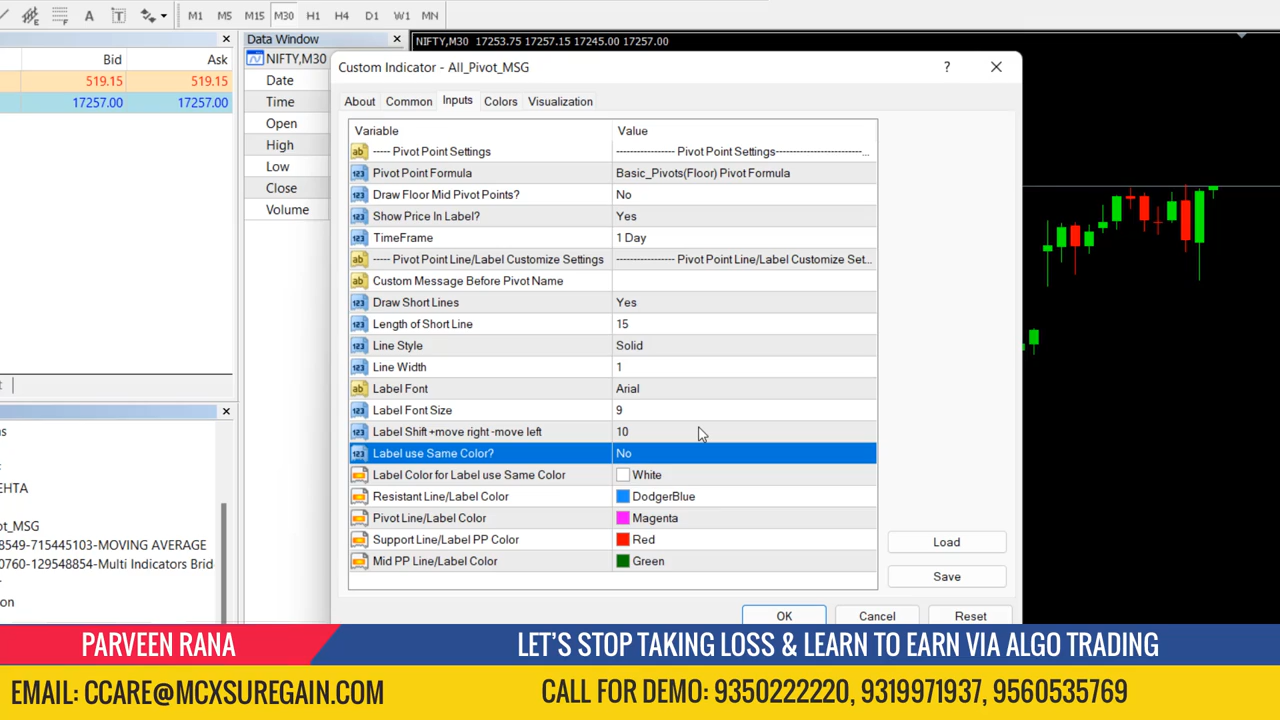 A T M1 M5 M15 M30 H1 H4 D1 W1 MN
Bid Ask
519.15 519.15
17257.00 17257.00
Data Window
NIFTY,M30
Date
Time
Open
High
Low
Close
Volume
NIFTY,M30 17253.75 17257.15 17245.00 17257.00
Custom Indicator - All_Pivot_MSG ?
About Common Inputs Colors Visualization
Variable Value
----- Pivot Point Settings ---------------- Pivot Point Settings------------------------...
Pivot Point Formula Basic_Pivots(Floor) Pivot Formula
Draw Floor Mid Pivot Points? No
Show Price In Label? Yes
TimeFrame 1 Day
----- Pivot Point Line/Label Customize Settings ---------------- Pivot Point Line/Label Customize Set...
Custom Message Before Pivot Name
Draw Short Lines Yes
Length of Short Line 15
Line Style Solid
Line Width 1
Label Font Arial
Label Font Size 9
Label Shift +move right -move left 10
Label use Same Color? No
Label Color for Label use Same Color White
Resistant Line/Label Color DodgerBlue
Pivot Line/Label Color Magenta
Support Line/Label PP Color Red
Mid PP Line/Label Color Green
Load
Save
OK Cancel Reset
EHTA
ot_MSG
8549-715445103-MOVING AVERAGE
0760-129548854-Multi Indicators Brid
on
PARVEEN RANA
LET'S STOP TAKING LOSS & LEARN TO EARN VIA ALGO TRADING
EMAIL: CCARE@MCXSUREGAIN.COM
CALL FOR DEMO: 9350222220, 9319971937, 9560535769